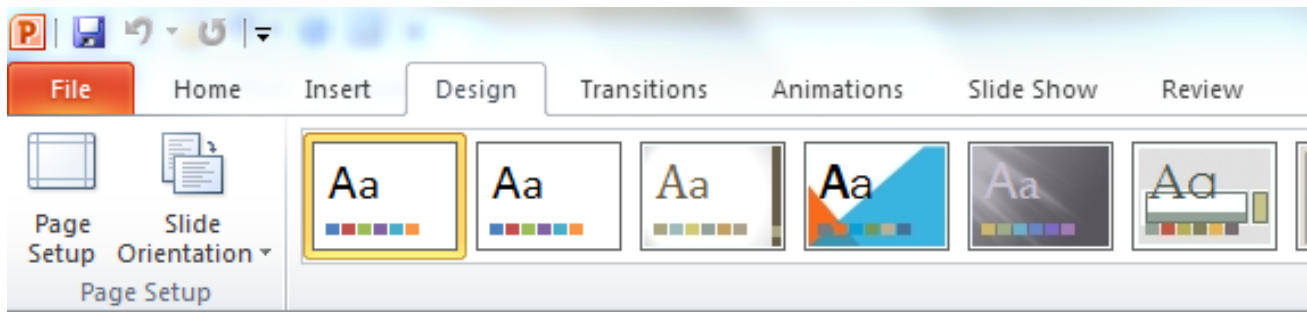 P
File Home Insert Design Transitions Animations Slide Show Review
Aa Aa Aa Aa Aa Aa
Page Slide
Setup Orientation
Page Setup